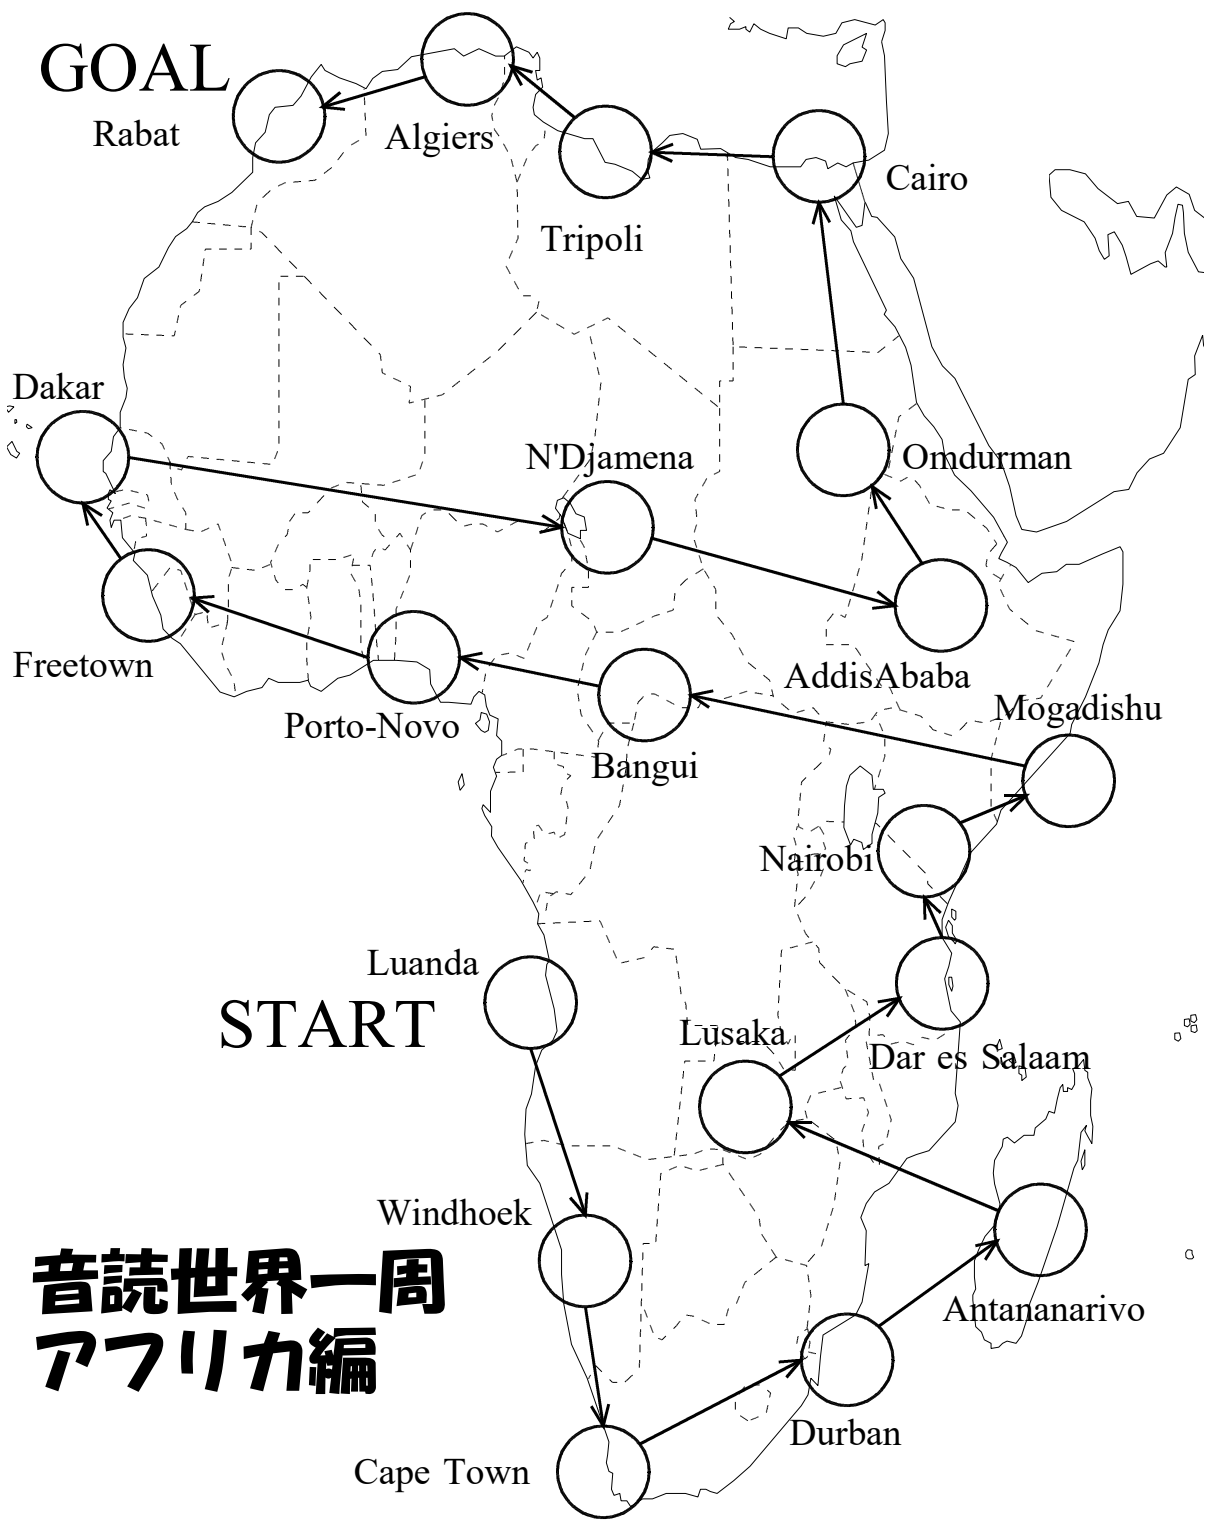 GOAL
Rabat
Algiers
Tripoli
Cairo
Dakar
N'Djamena
Omdurman
Freetown
Porto-Novo
Bangui
AddisAbaba
Mogadishu
Nairobi
Luanda
START
Lusaka
Dar es Salaam
Windhoek
Antananarivo
Durban
Cape Town
音読世界一周
アフリカ編